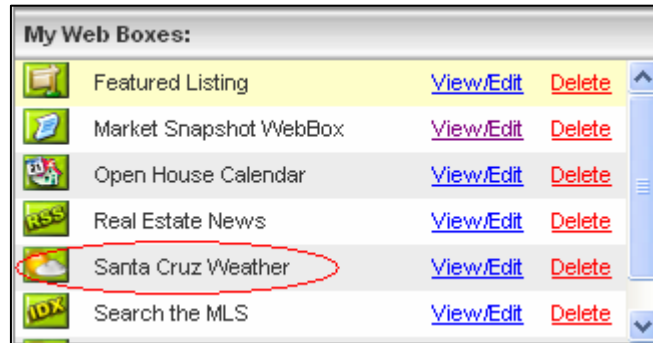 My Web Boxes:
Featured Listing View/Edit Delete
Market Snapshot WebBox View/Edit Delete
31 Open House Calendar View/Edit Delete
RSS Real Estate News View/Edit Delete
Santa Cruz Weather View/Edit Delete
IDX Search the MLS View/Edit Delete